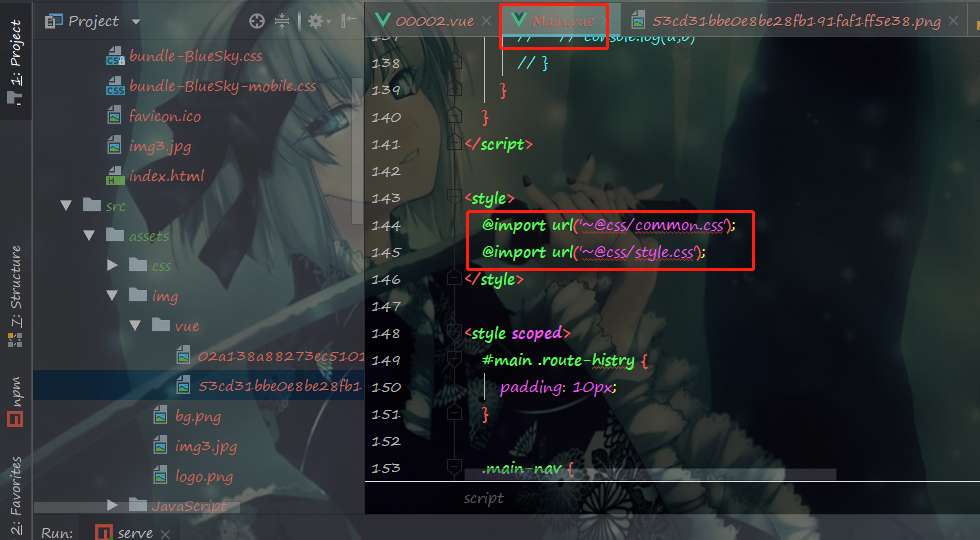 1: Project
Project
00002.vue
Main.vue
53cd31bbe0e8be28fb191faf1ff5e38.png
bundle-BlueSky.css
bundle-BlueSky-mobile.css
favicon.ico
img3.jpg
index.html
src
assets
css
img
vue
02a138a88273ec5101
53cd31bbe0e8be28fb1
bg.png
img3.jpg
logo.png
JavaScript
137 // // console.log(a,b)
138 // }
139 }
140 }
141 </script>
142
143 <style>
144 @import url('~@css/common.css');
145 @import url('~@css/style.css');
146 </style>
147
148 <style scoped>
149 #main .route-histry {
150 padding: 10px;
151 }
152
153 .main-nav {
script
Z: Structure
npm
2: Favorites
Run: serve